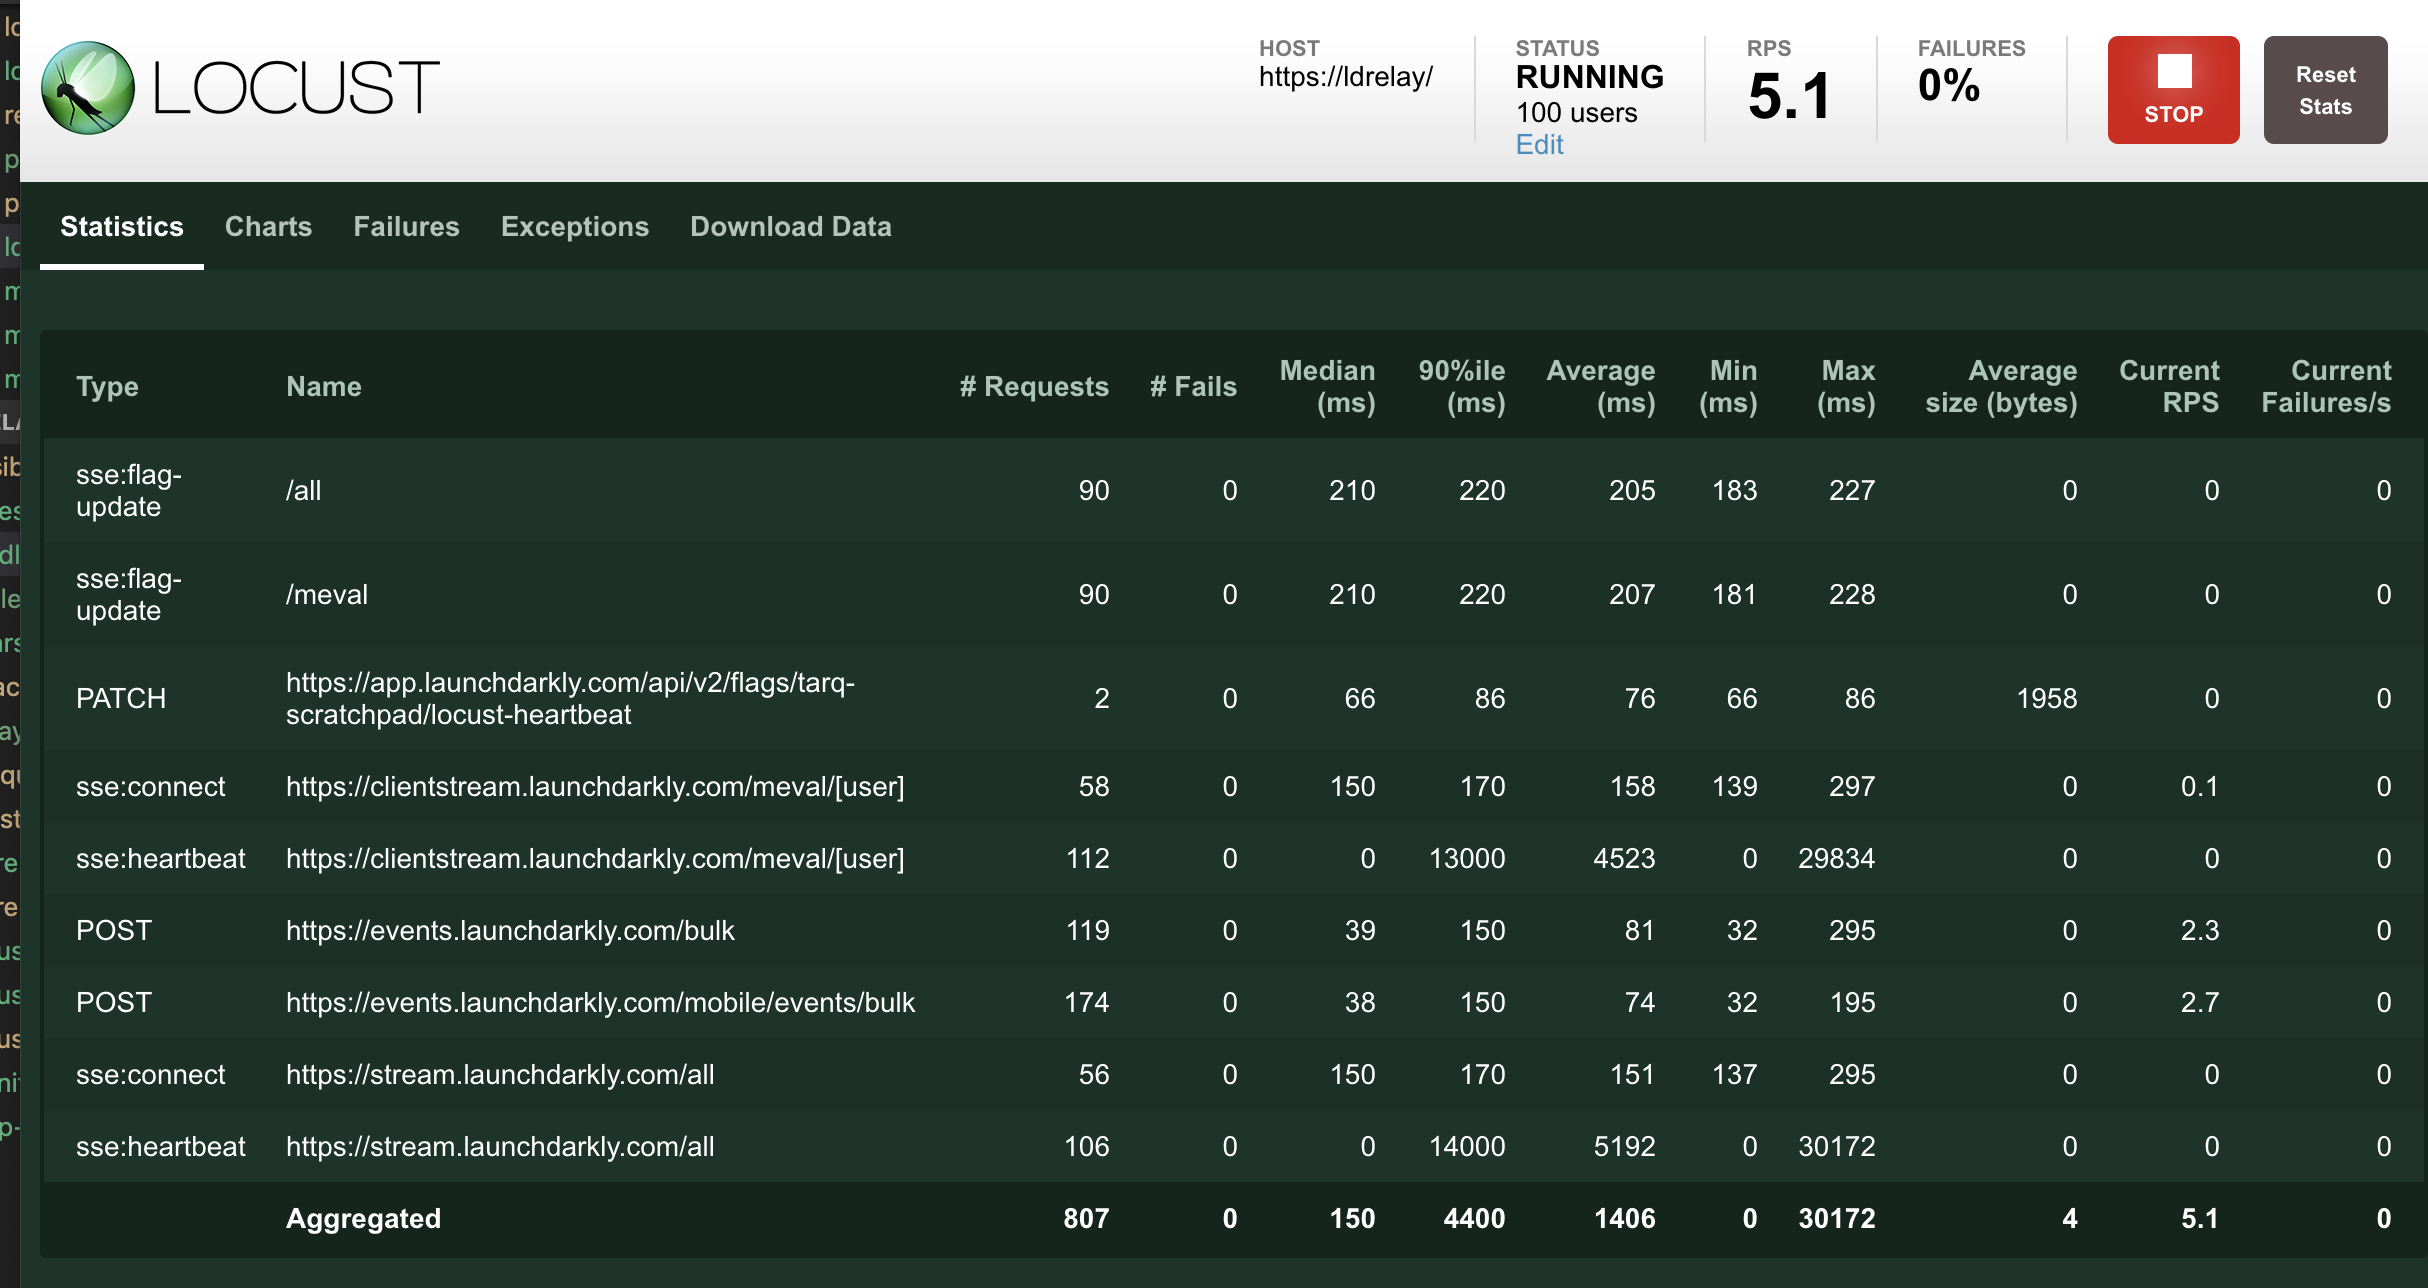 LOCUST
HOST
https://ldrelay/
STATUS
RUNNING
100 users
Edit
RPS
5.1
FAILURES
0%
STOP
Reset
Stats
Statistics Charts Failures Exceptions Download Data
Type Name # Requests # Fails Median (ms) 90%ile (ms) Average (ms) Min (ms) Max (ms) Average size (bytes) Current RPS Current Failures/s
sse:flag-
update /all 90 0 210 220 205 183 227 0 0 0
sse:flag-
update /meval 90 0 210 220 207 181 228 0 0 0
PATCH https://app.launchdarkly.com/api/v2/flags/tarq-
scratchpad/locust-heartbeat 2 0 66 86 76 66 86 1958 0 0
sse:connect https://clientstream.launchdarkly.com/meval/[user] 58 0 150 170 158 139 297 0 0.1 0
sse:heartbeat https://clientstream.launchdarkly.com/meval/[user] 112 0 0 13000 4523 0 29834 0 0 0
POST https://events.launchdarkly.com/bulk 119 0 39 150 81 32 295 0 2.3 0
POST https://events.launchdarkly.com/mobile/events/bulk 174 0 38 150 74 32 195 0 2.7 0
sse:connect https://stream.launchdarkly.com/all 56 0 150 170 151 137 295 0 0 0
sse:heartbeat https://stream.launchdarkly.com/all 106 0 0 14000 5192 0 30172 0 0 0
Aggregated 807 0 150 4400 1406 0 30172 4 5.1 0